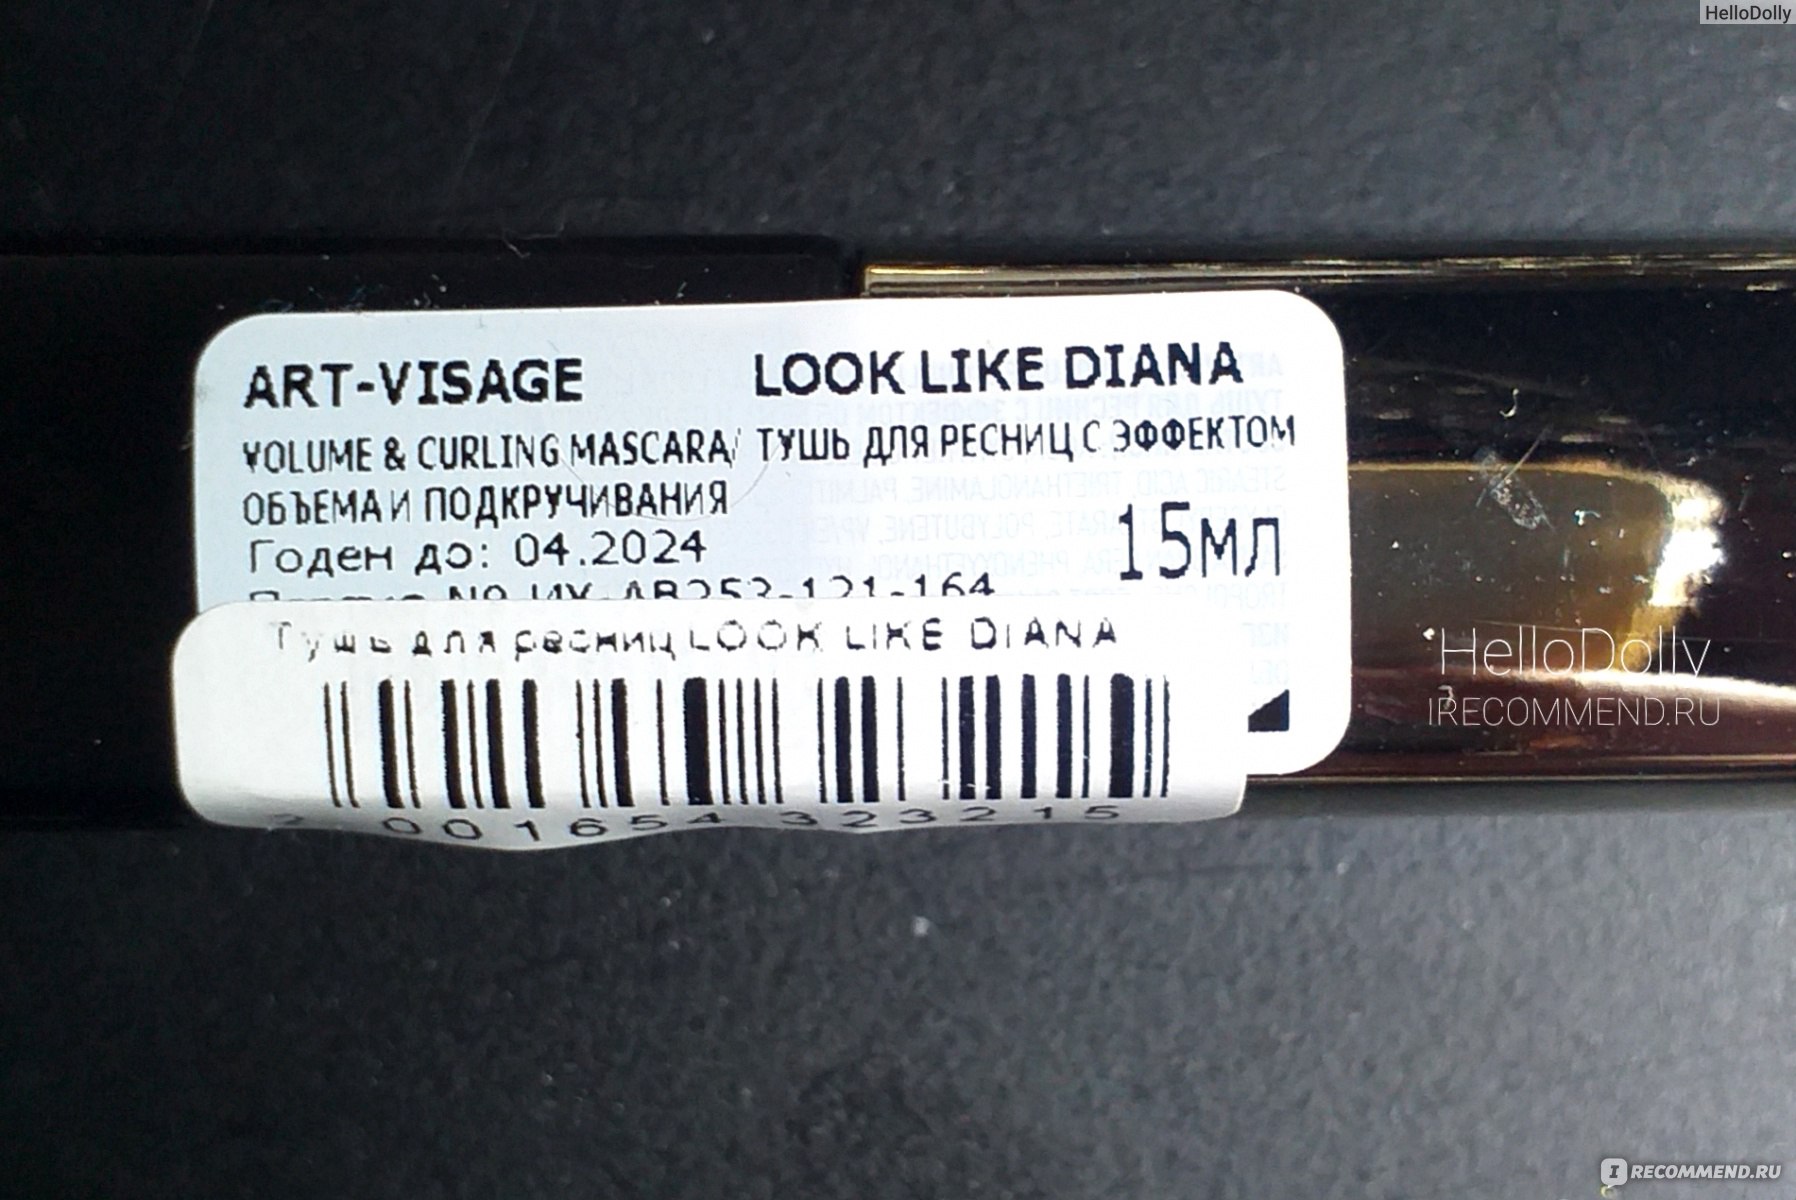 HelloDolly
ART-VISAGE LOOK LIKE DIANA
VOLUME & CURLING MASCARA/ ТУШЬ ДЛЯ РЕСНИЦ С ЭФФЕКТОМ
ОБЪЕМА И ПОДКРУЧИВАНИЯ
15МЛ
Годен до: 04.2024
Тушь для ресниц LOOK LIKE DIANA
2 001654 323215
HelloDolly
IRECOMMEND.RU
IRECOMMEND.RU